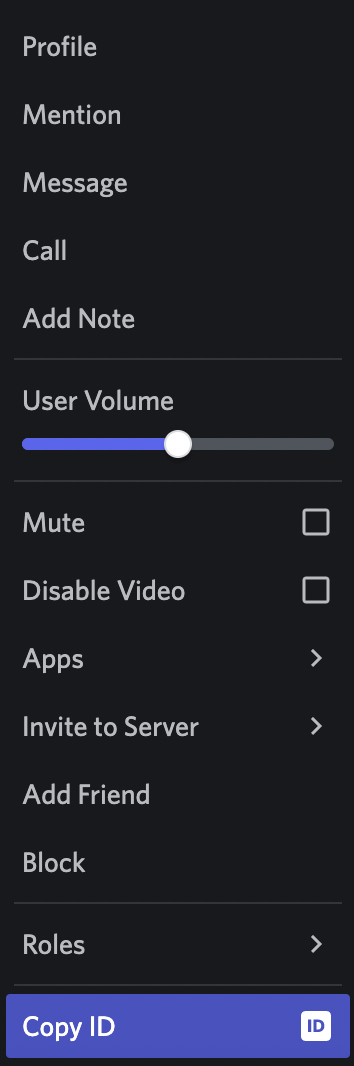 Profile
Mention
Message
Call
Add Note
User Volume
Mute
Disable Video
Apps
Invite to Server
Add Friend
Block
Roles
Copy ID ID